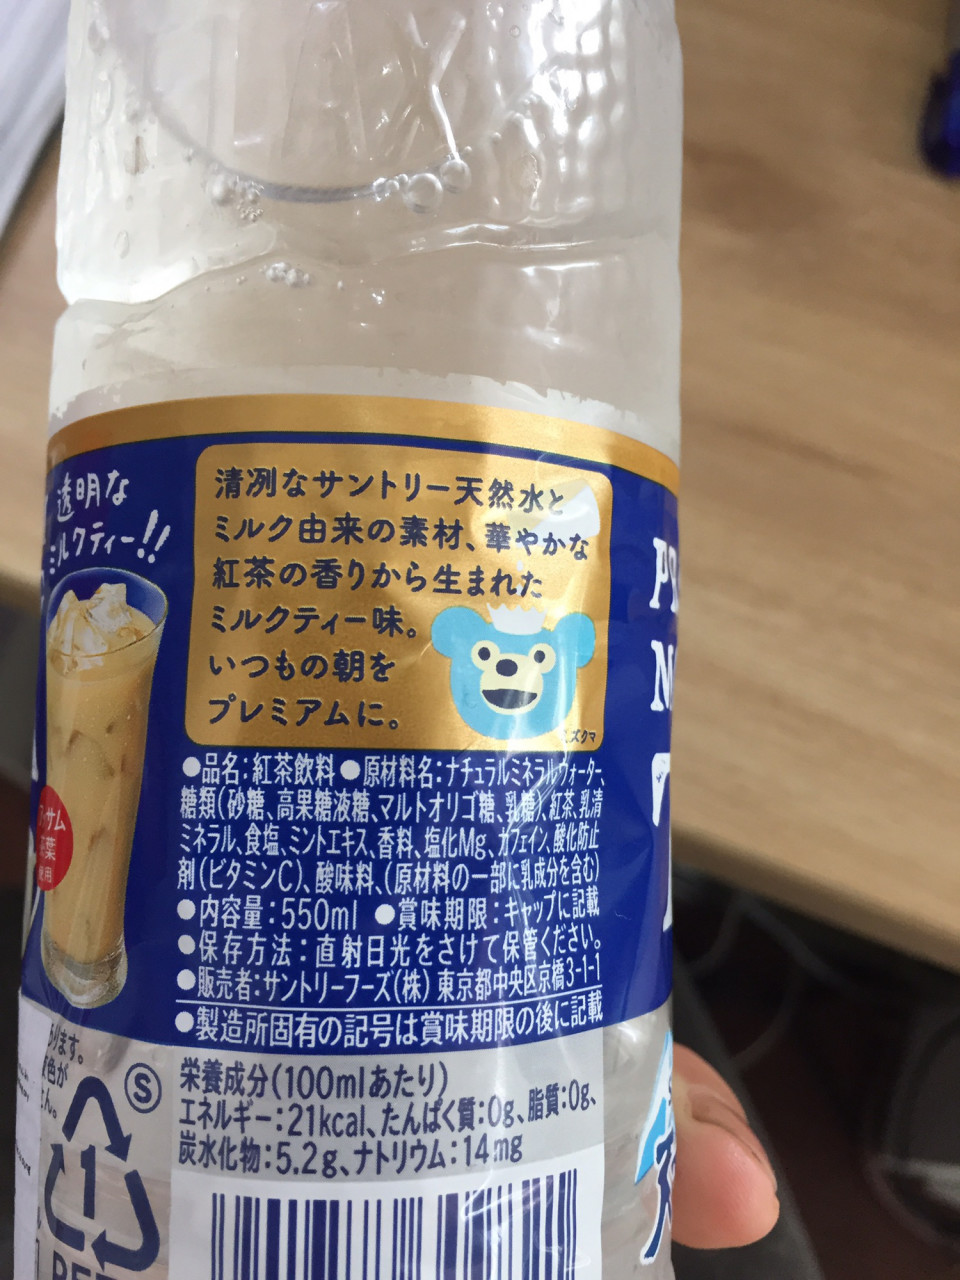 透明な
ミルクティー!!
清冽なサントリー天然水と
ミルク由来の素材、華やかな
紅茶の香りから生まれた
ミルクティー味。
いつもの朝を
プレミアムに。
●品名:紅茶飲料●原材料名:ナチュラルミネラルウォーター、
糖類(砂糖、高果糖液糖、マルトオリゴ糖、乳糖)、紅茶、乳清
ミネラル、食塩、ミントエキス、香料、塩化Mg、カフェイン、酸化防止
剤(ビタミンC)、酸味料、(原材料の一部に乳成分を含む)
●内容量:550ml ●賞味期限:キャップに記載
●保存方法:直射日光をさけて保管ください。
●販売者:サントリーフーズ(株) 東京都中央区京橋3-1-1
●製造所固有の記号は賞味期限の後に記載
栄養成分(100mlあたり)
エネルギー:21kcal、たんぱく質:0g、脂質:0g、
炭水化物:5.2g、ナトリウム:14mg
あります。
S
1